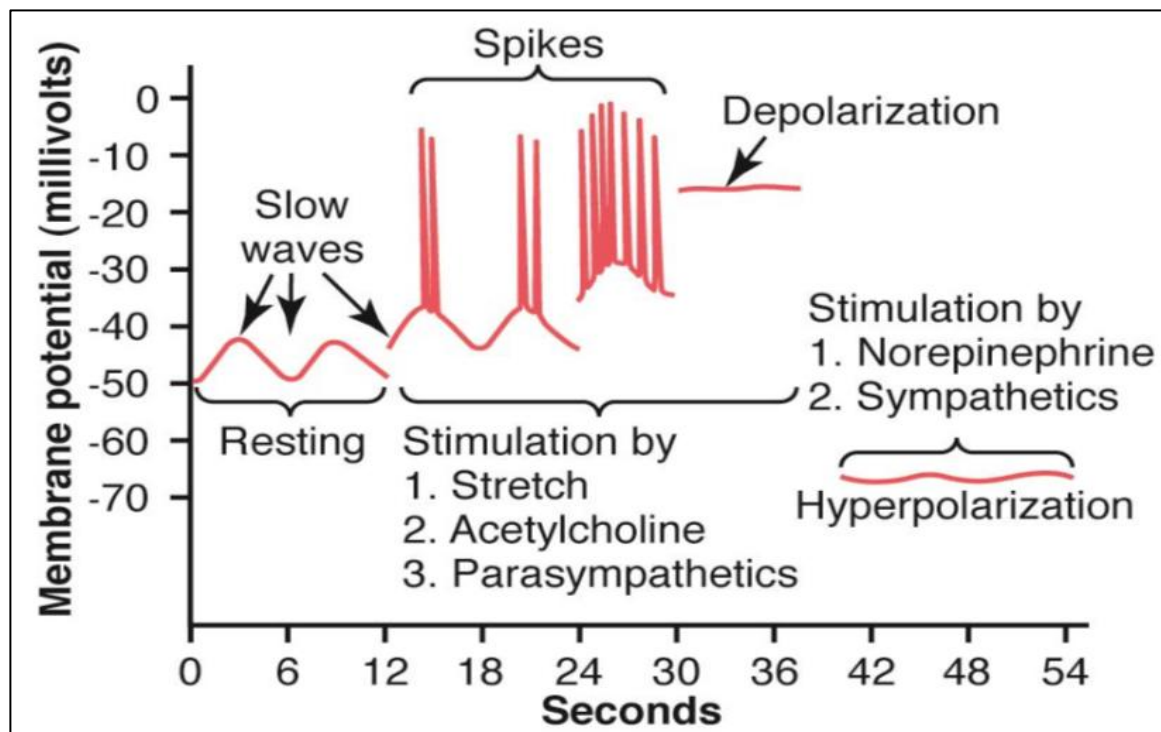 Spikes
Membrane potential (millivolts)
0
-10
-20
-30
-40
-50
-60
-70
Depolarization
Slow
waves
Resting
Stimulation by
1. Stretch
2. Acetylcholine
3. Parasympathetics
Stimulation by
1. Norepinephrine
2. Sympathetics
Hyperpolarization
0 6 12 18 24 30 36 42 48 54
Seconds